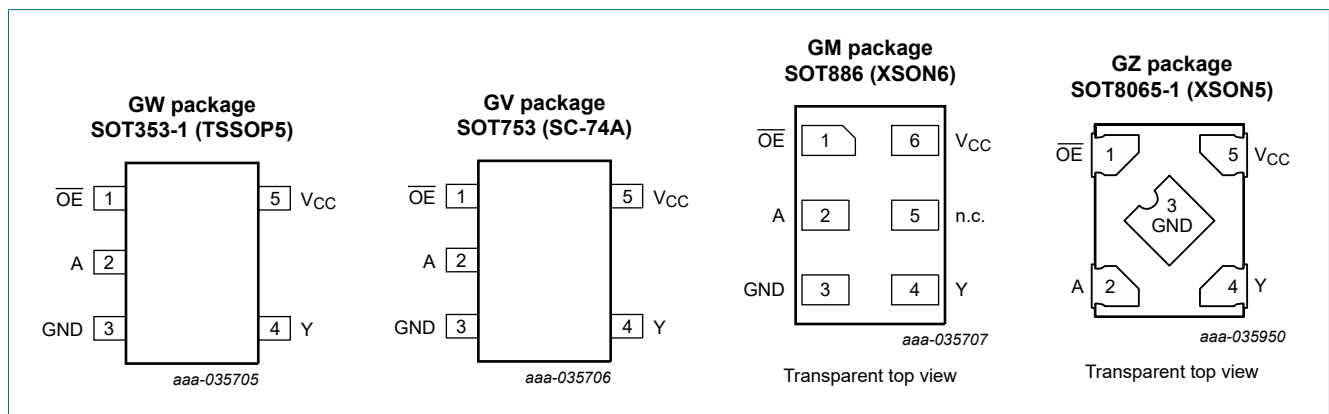 GW package
SOT353-1 (TSSOP5)
OE 1
5 VCC
A 2
GND 3
4 Y
aaa-035705
GV package
SOT753 (SC-74A)
OE 1
5 VCC
A 2
GND 3
4 Y
aaa-035706
GM package
SOT886 (XSON6)
OE 1
6 VCC
A 2
5 n.c.
GND 3
4 Y
aaa-035707
Transparent top view
GZ package
SOT8065-1 (XSON5)
OE 1
5 VCC
3
GND
A 2
4 Y
aaa-035950
Transparent top view